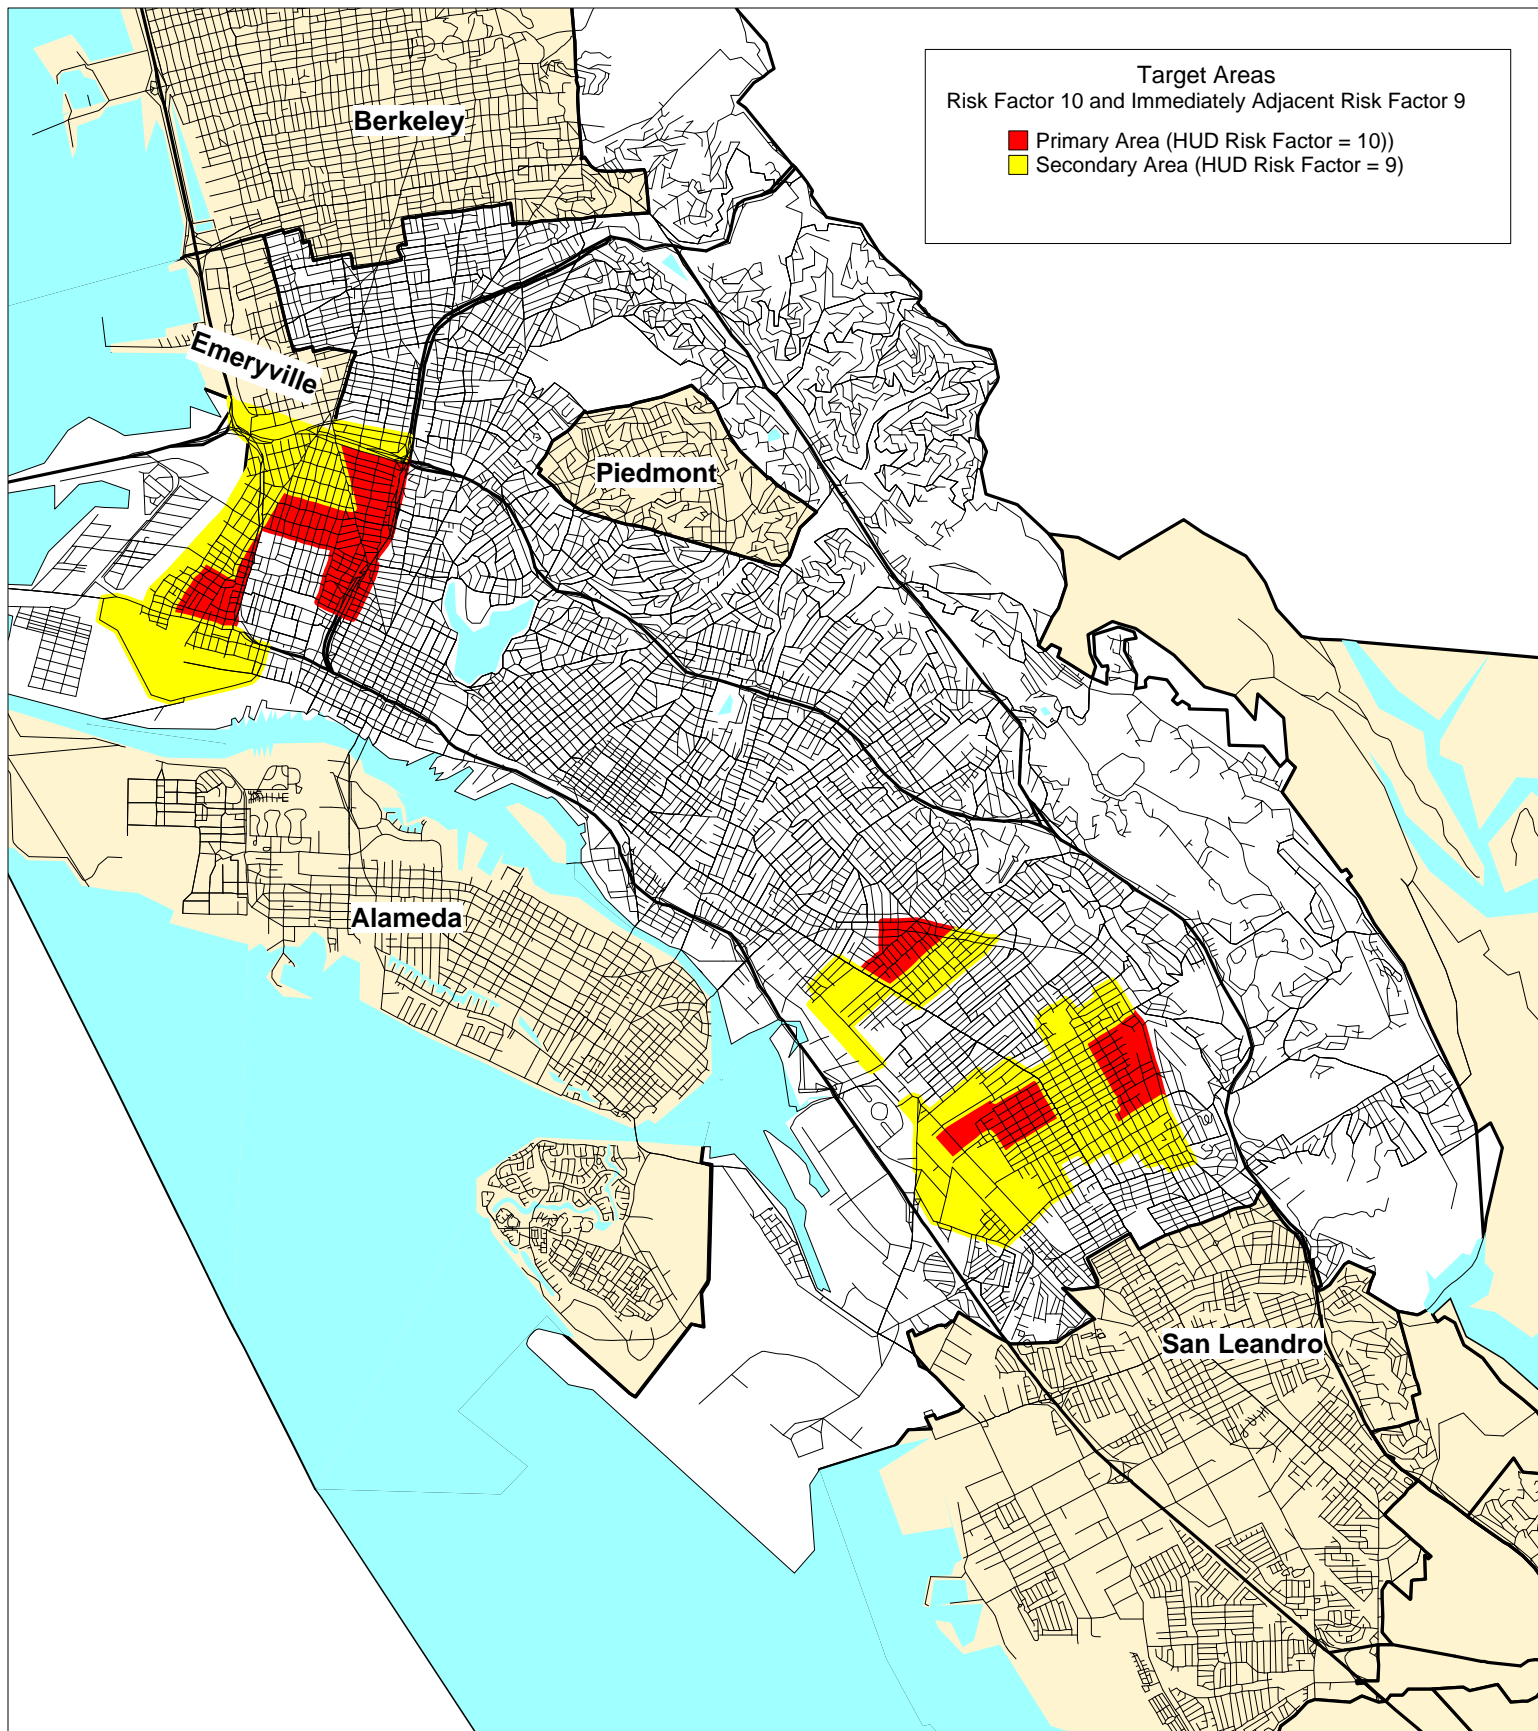 Target Areas
Risk Factor 10 and Immediately Adjacent Risk Factor 9
Primary Area (HUD Risk Factor = 10))
Secondary Area (HUD Risk Factor = 9)
Berkeley
Emeryville
Piedmont
Alameda
San Leandro